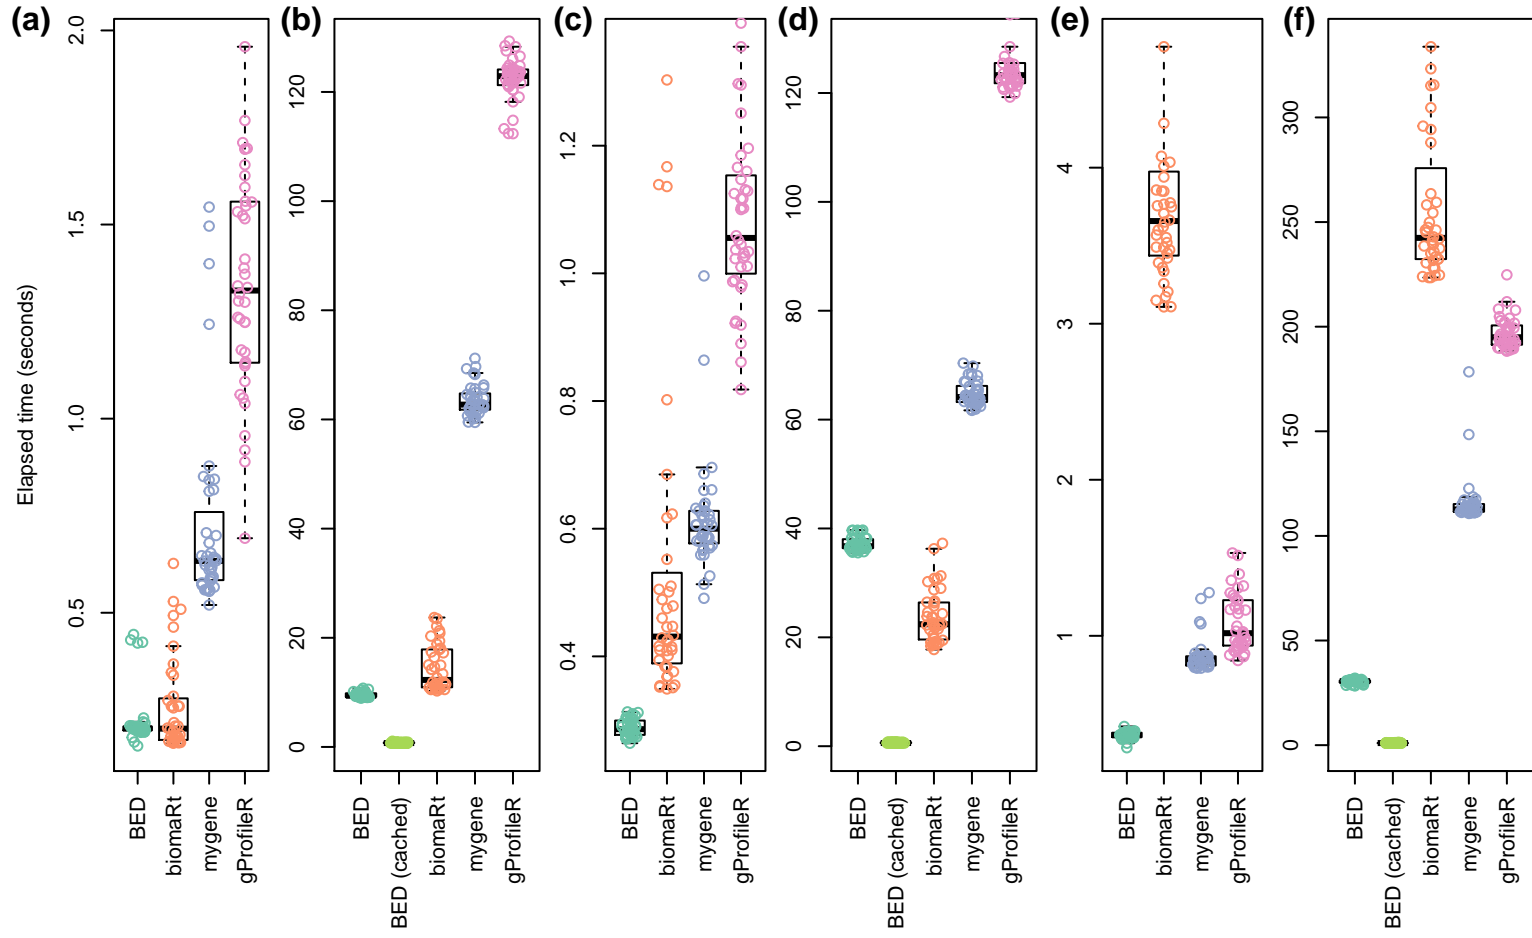 (a)
Elapsed time (seconds)
0.5
1.0
1.5
2.0
BED
biomaRt
mygene
gProfileR
(b)
0
20
40
60
80
100
120
BED
BED (cached)
biomaRt
mygene
gProfileR
(c)
0.4
0.6
0.8
1.0
1.2
BED
biomaRt
mygene
gProfileR
(d)
0
20
40
60
80
100
120
BED
BED (cached)
biomaRt
mygene
gProfileR
(e)
1
2
3
4
BED
biomaRt
mygene
gProfileR
(f)
0
50
100
150
200
250
300
BED
BED (cached)
biomaRt
mygene
gProfileR